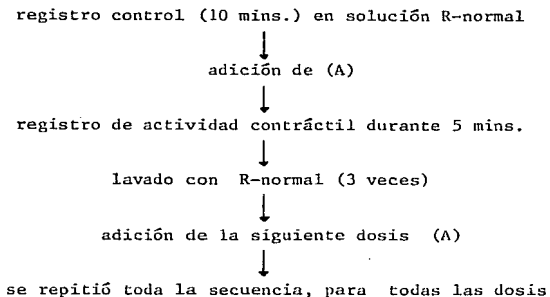 registro control (10 mins.) en solución R-normal
adición de (A)
registro de actividad contráctil durante 5 mins.
lavado con R-normal (3 veces)
adición de la siguiente dosis (A)
se repitió toda la secuencia, para todas las dosis